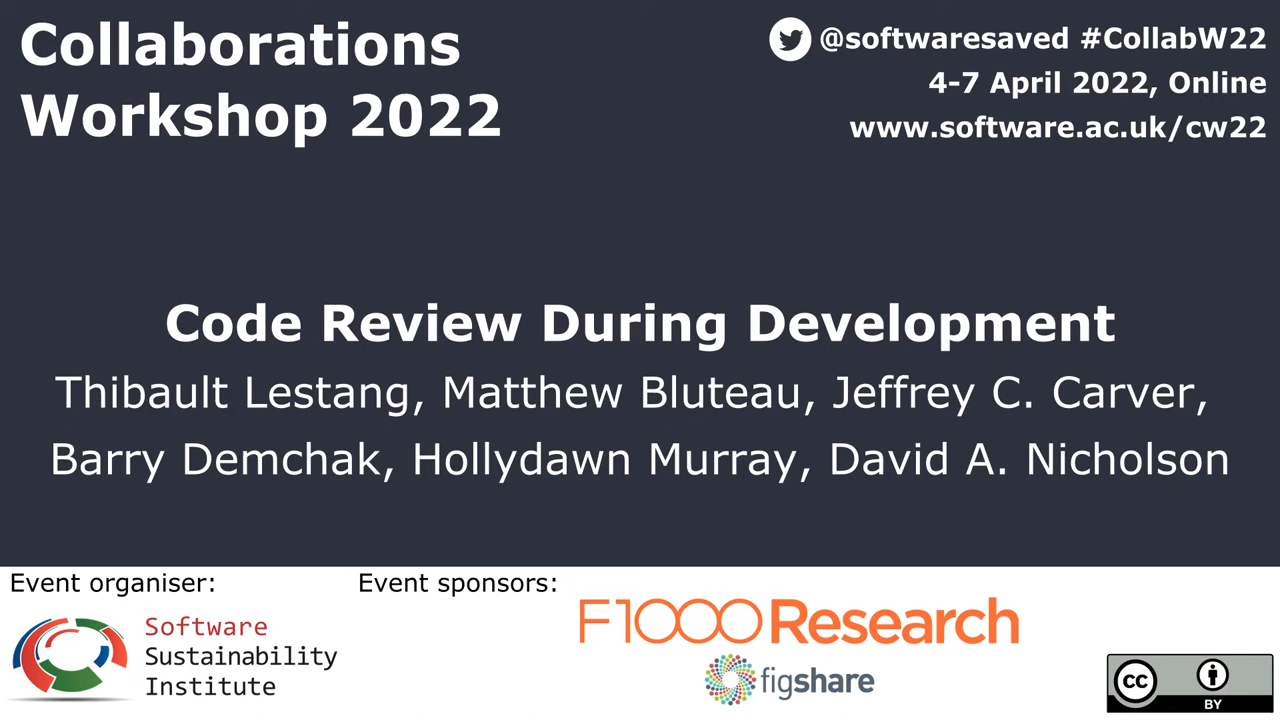 Collaborations
Workshop 2022
@softwaresaved #CollabW22
4-7 April 2022, Online
www.software.ac.uk/cw22
Code Review During Development
Thibault Lestang, Matthew Bluteau, Jeffrey C. Carver,
Barry Demchak, Hollydawn Murray, David A. Nicholson
Event organiser:
Software
Sustainability
Institute
Event sponsors:
F1000Research
figshare
cc
BY